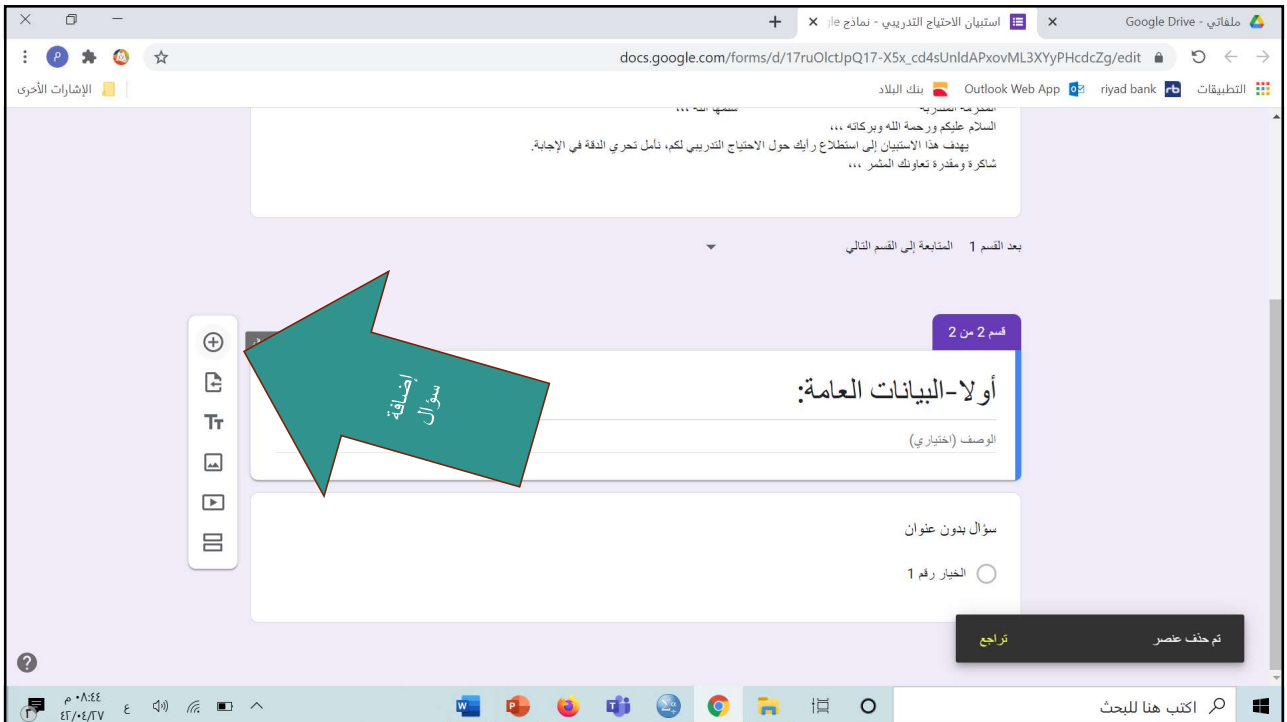 ملفاتي - Google Drive
استبيان الاحتياج التدريبي - نماذج
docs.google.com/forms/d/17ruOlctUpQ17-X5x_cd4sUnldAPxovML3XYyPHcdcZg/edit
التطبيقات
riyad bank
Outlook Web App
بنك البلاد
الإشارات الأخرى
السلام عليكم ورحمة الله وبركاته ،،،
يهدف هذا الاستبيان إلى استطلاع رأيك حول الاحتياج التدريبي لكم، نأمل تحري الدقة في الإجابة.
شاكرة ومقدرة تعاونك المثمر ،،،
بعد القسم 1 المتابعة إلى القسم التالي
قسم 2 من 2
أولا-البيانات العامة:
الوصف (اختياري)
إضافة
سؤال
سؤال بدون عنوان
الخيار رقم 1
تم حذف عنصر
تراجع
اكتب هنا للبحث
ع
٠٨:٤٤ م
٤٢/٠٤/٢٧